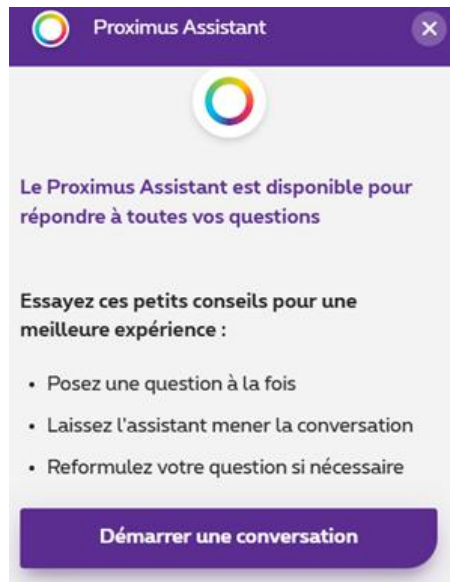 Proximus Assistant
Le Proximus Assistant est disponible pour
répondre à toutes vos questions
Essayez ces petits conseils pour une
meilleure expérience :
• Posez une question à la fois
• Laissez l'assistant mener la conversation
• Reformulez votre question si nécessaire
Démarrer une conversation